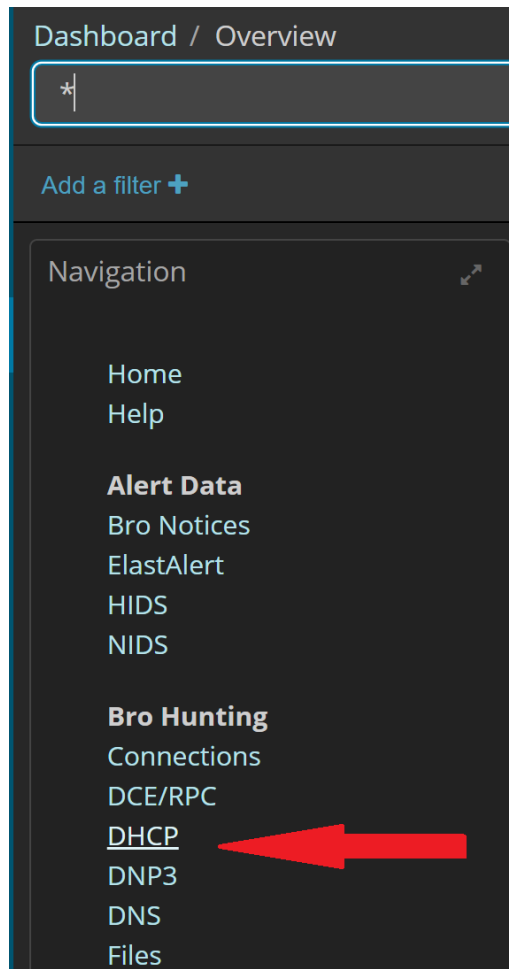 Dashboard / Overview
*
Add a filter +
Navigation
Home
Help
Alert Data
Bro Notices
ElastAlert
HIDS
NIDS
Bro Hunting
Connections
DCE/RPC
DHCP
DNP3
DNS
Files